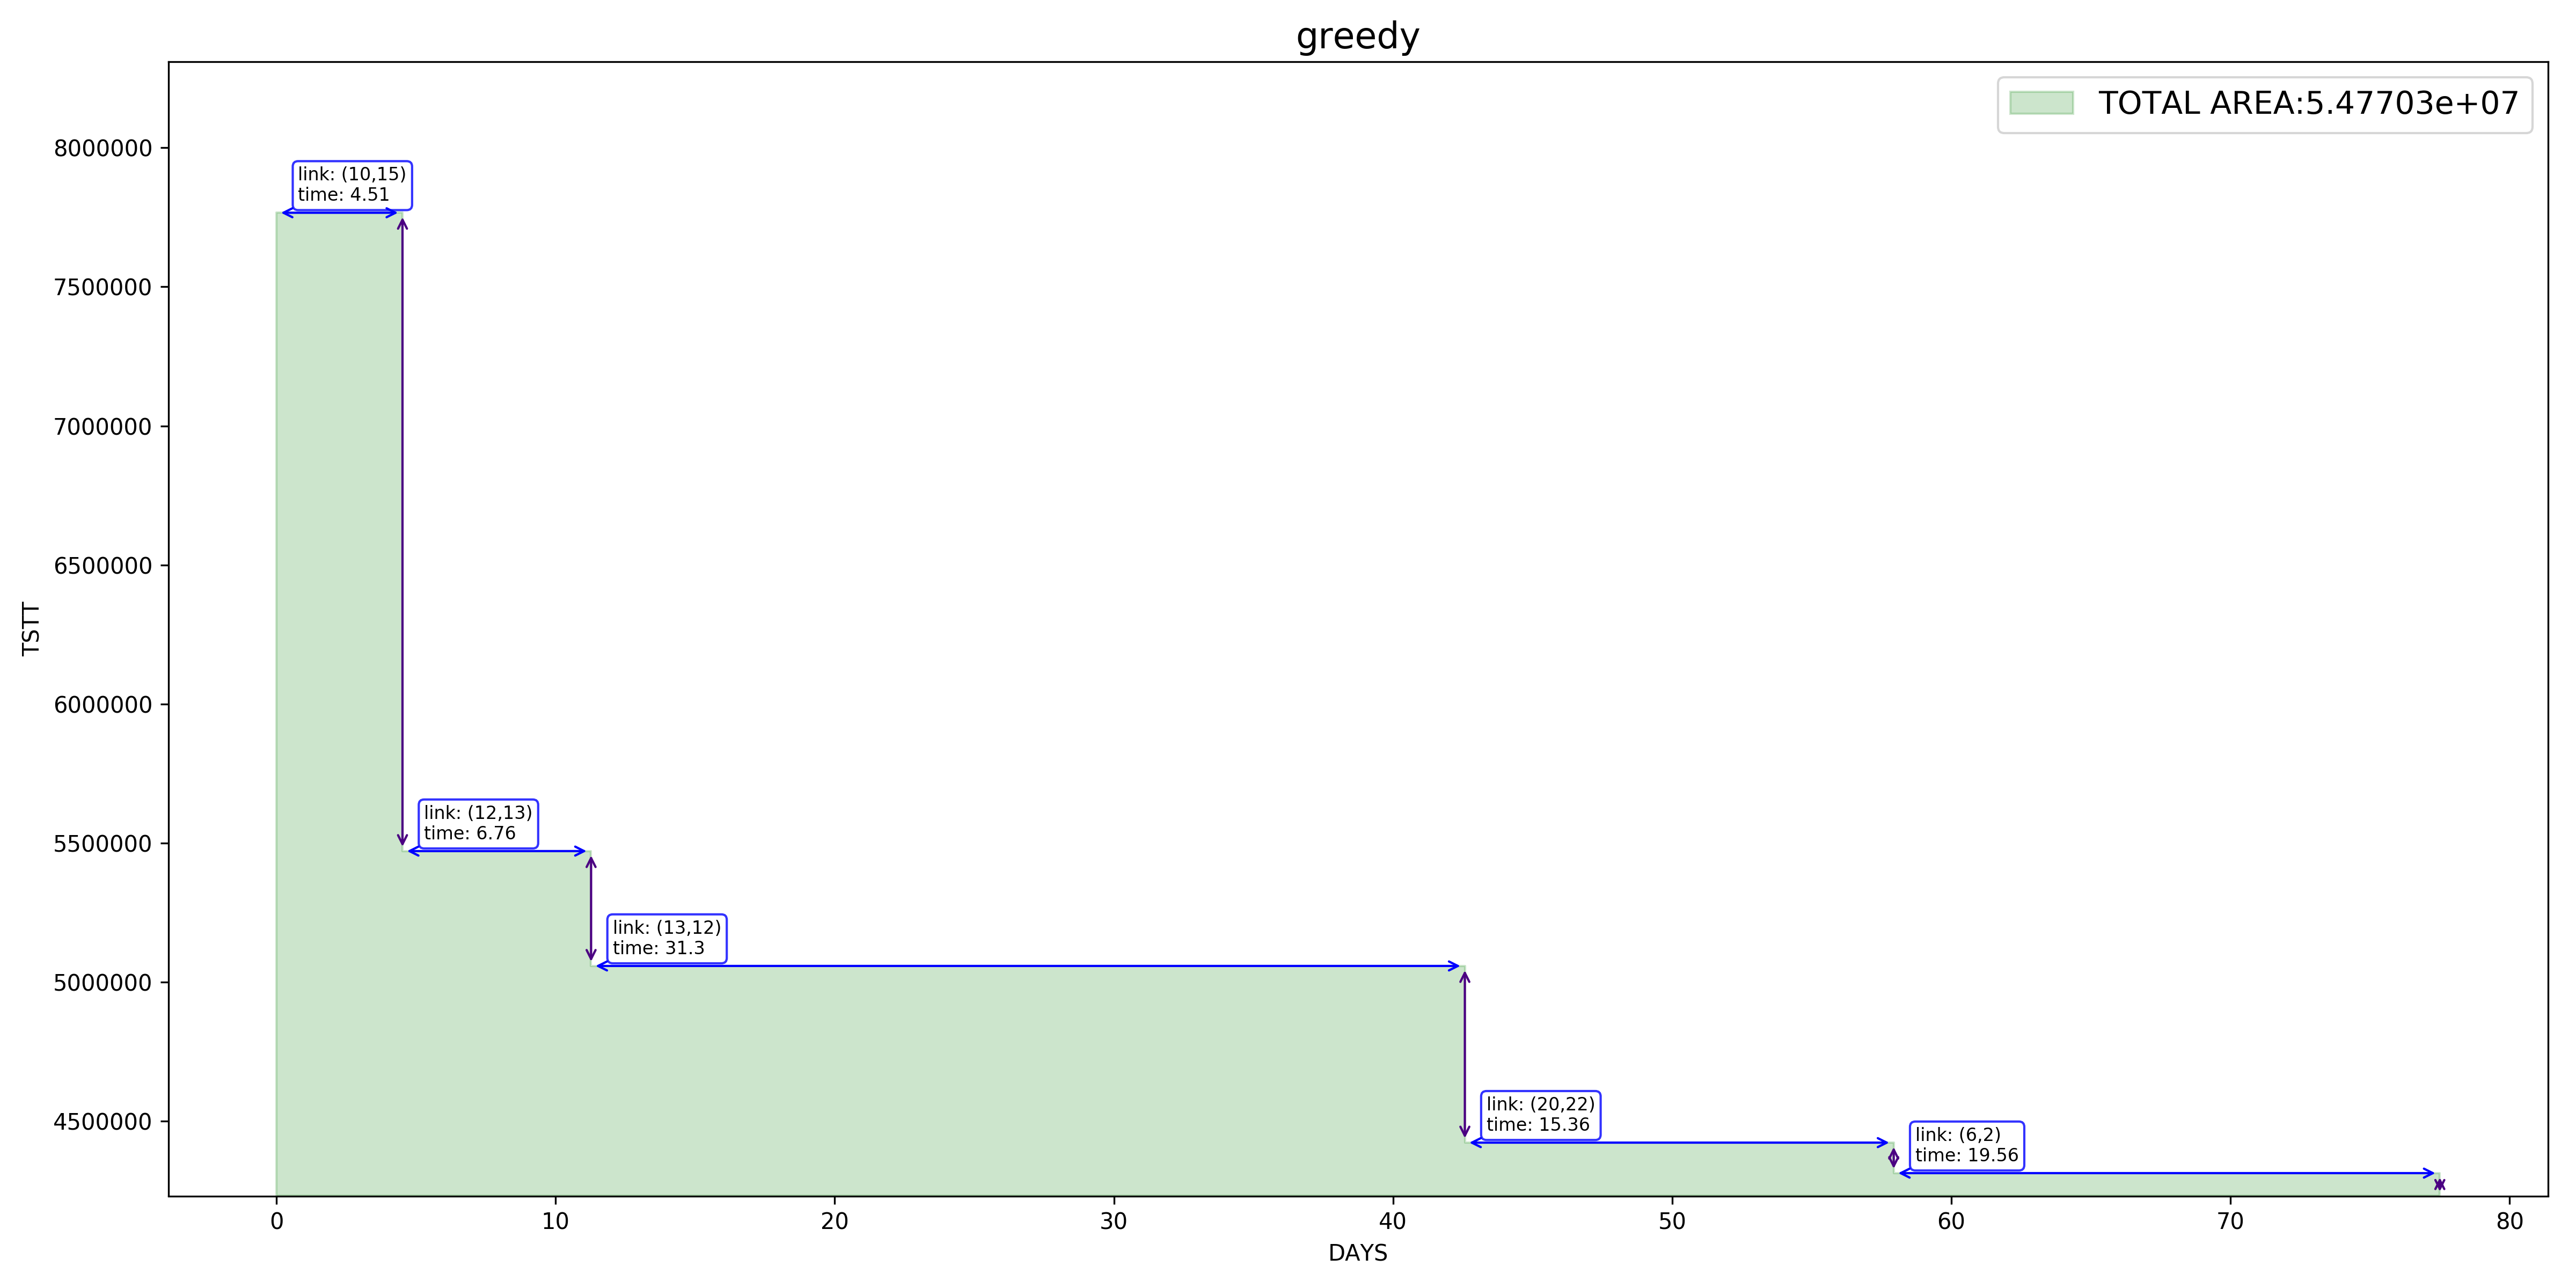 greedy
TOTAL AREA:5.47703e+07
8000000
7500000
7000000
6500000
6000000
5500000
5000000
4500000
TSTT
link: (10,15)
time: 4.51
link: (12,13)
time: 6.76
link: (13,12)
time: 31.3
link: (20,22)
time: 15.36
link: (6,2)
time: 19.56
0 10 20 30 40 50 60 70 80
DAYS